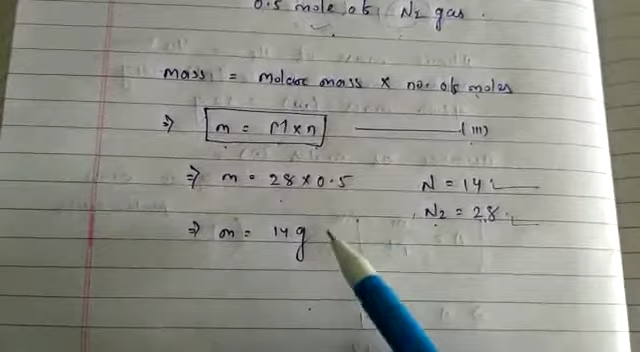 0.5 mole of N₂ gas.
mass = molar mass × no. of moles
⇒ m = M×n ——— (III)
⇒ m = 28×0.5 N = 14
N₂ = 28.
⇒ m = 14g